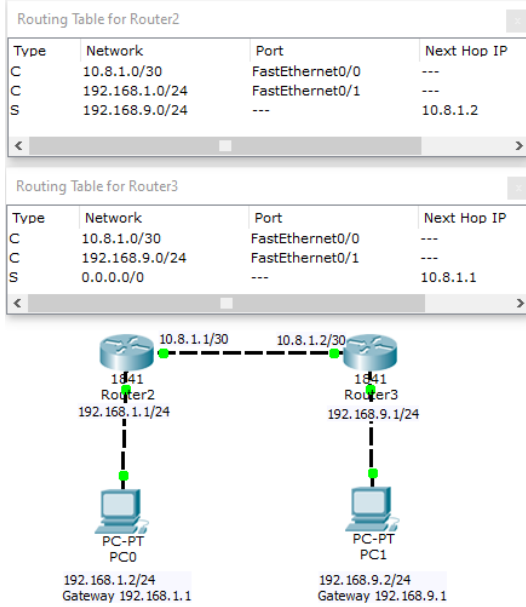 Routing Table for Router2
Type Network Port Next Hop IP
C 10.8.1.0/30 FastEthernet0/0 ---
C 192.168.1.0/24 FastEthernet0/1 ---
S 192.168.9.0/24 --- 10.8.1.2
Routing Table for Router3
Type Network Port Next Hop IP
C 10.8.1.0/30 FastEthernet0/0 ---
C 192.168.9.0/24 FastEthernet0/1 ---
S 0.0.0.0/0 --- 10.8.1.1
10.8.1.1/30 10.8.1.2/30
1841 1841
Router2 Router3
192.168.1.1/24 192.168.9.1/24
PC-PT PC-PT
PC0 PC1
192.168.1.2/24 192.168.9.2/24
Gateway 192.168.1.1 Gateway 192.168.9.1